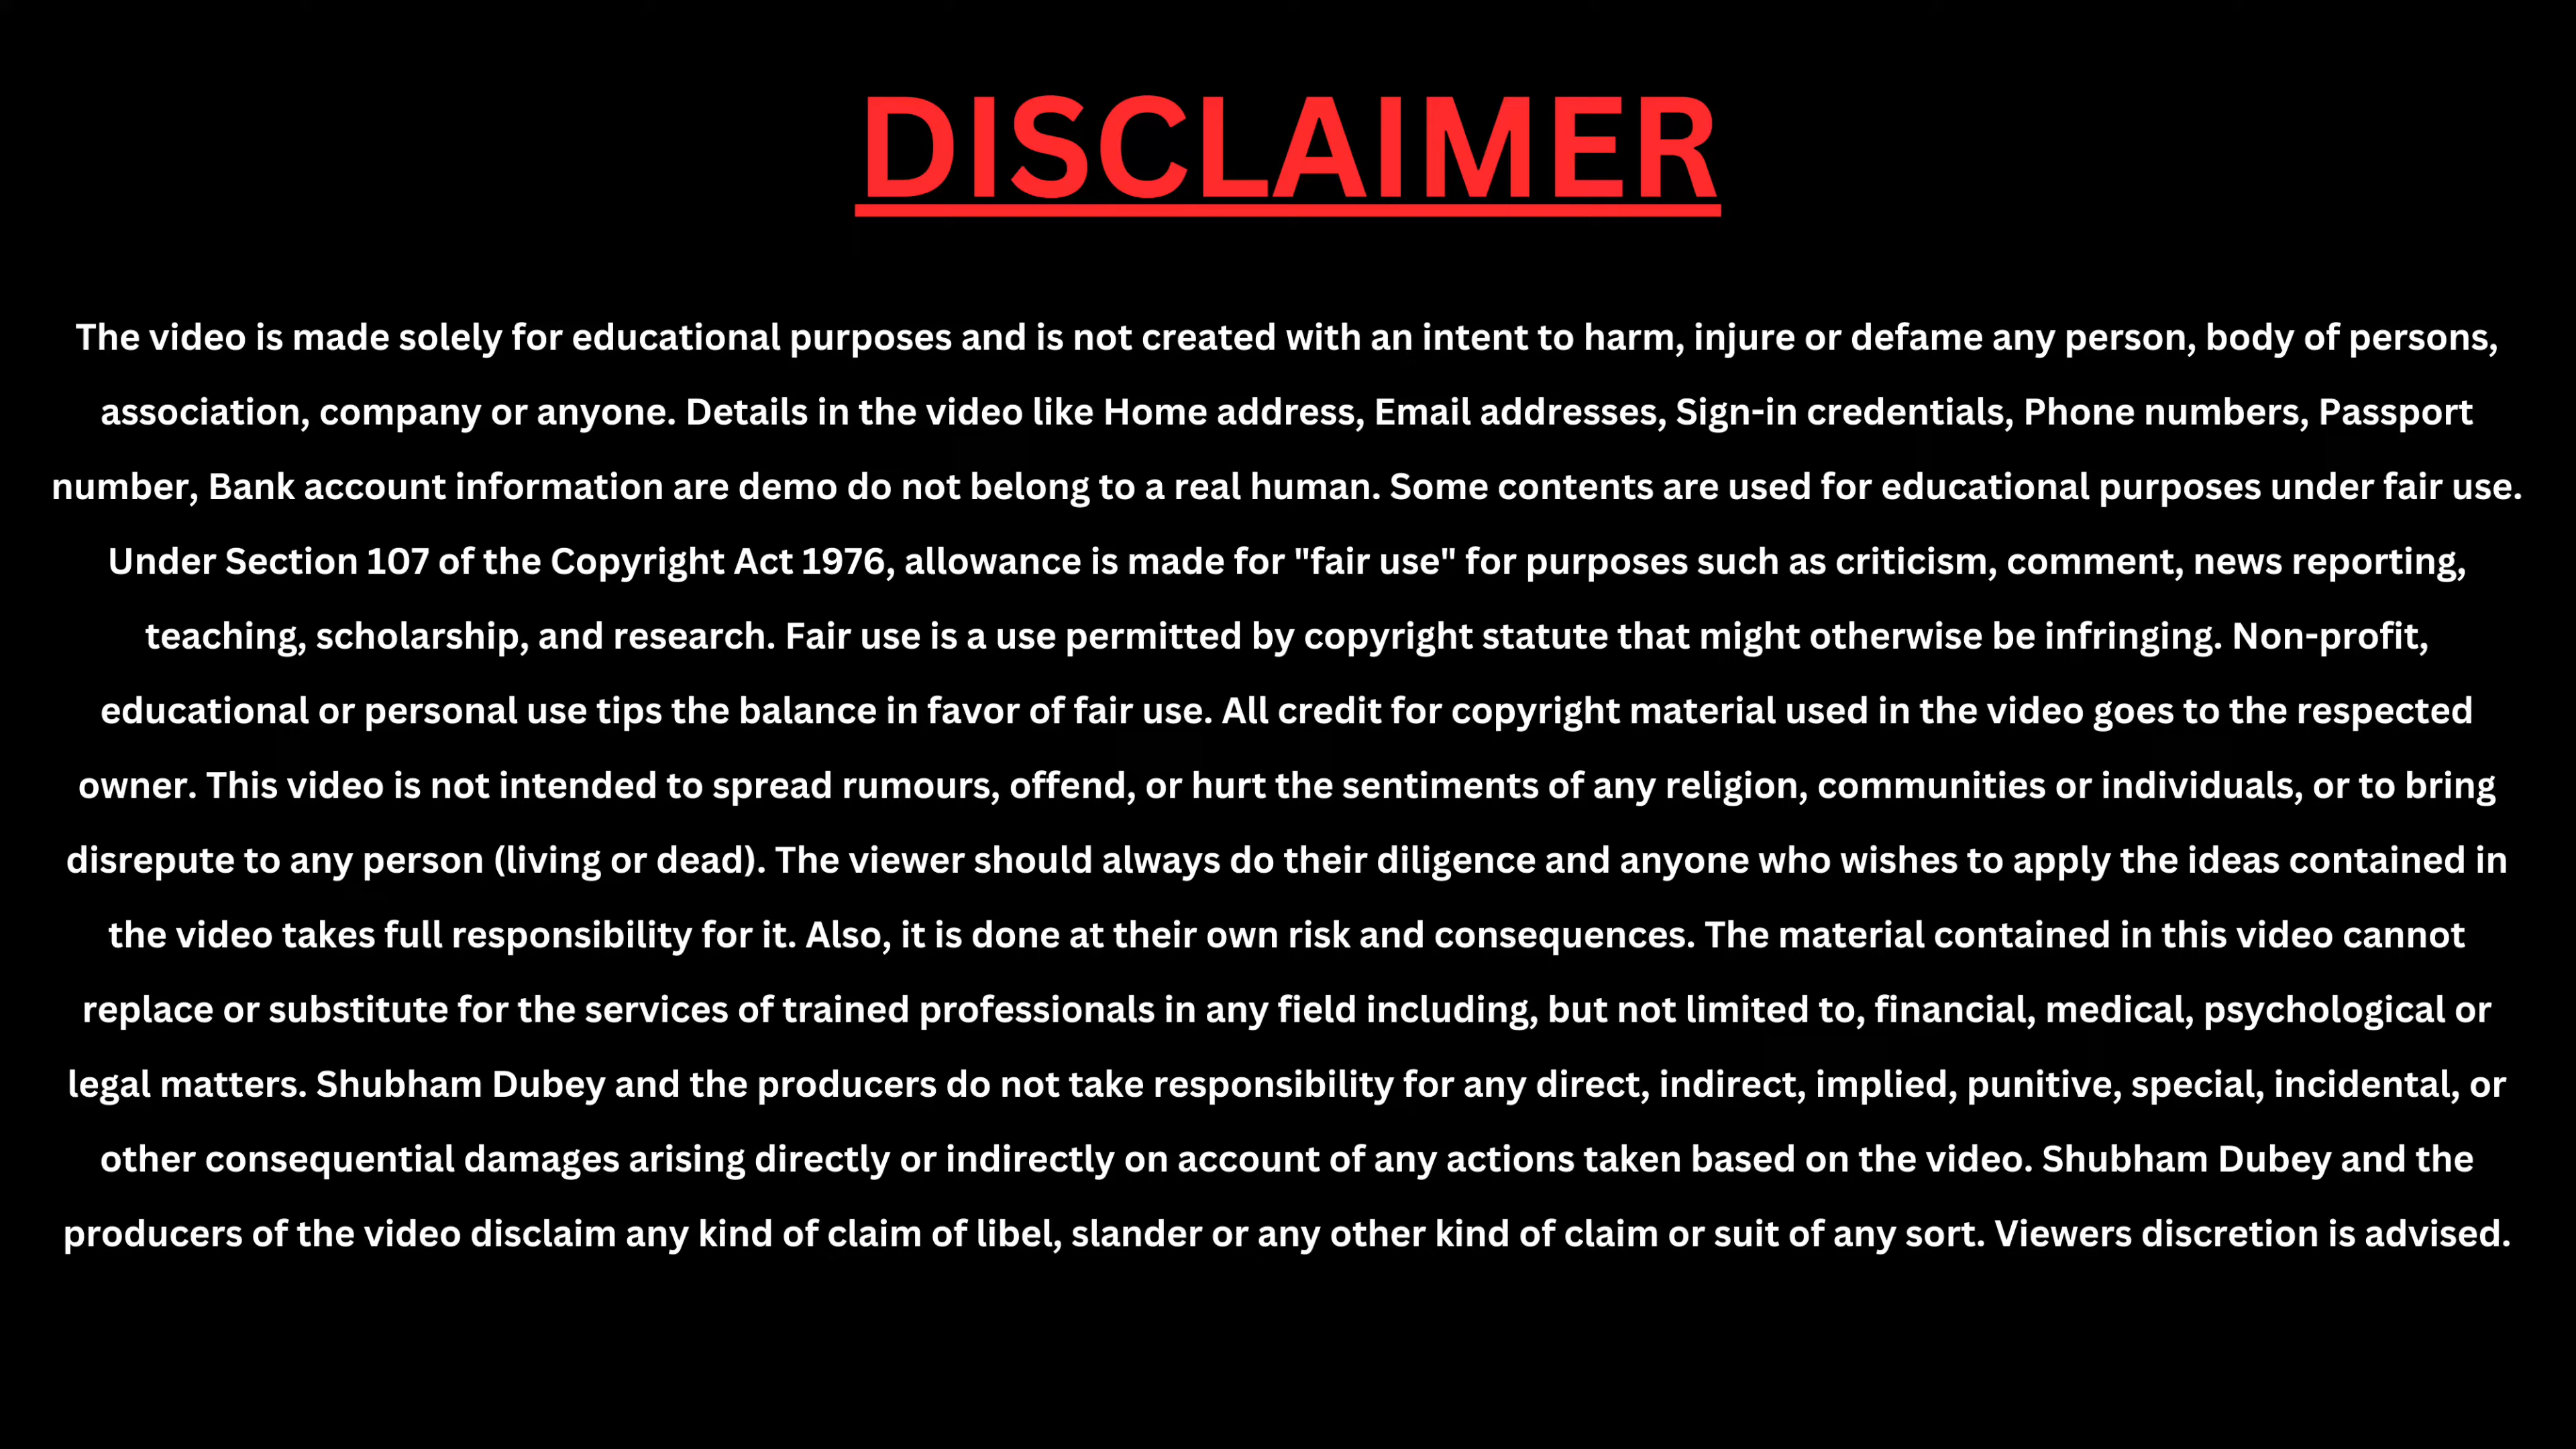 DISCLAIMER
The video is made solely for educational purposes and is not created with an intent to harm, injure or defame any person, body of persons,
association, company or anyone. Details in the video like Home address, Email addresses, Sign-in credentials, Phone numbers, Passport
number, Bank account information are demo do not belong to a real human. Some contents are used for educational purposes under fair use.
Under Section 107 of the Copyright Act 1976, allowance is made for "fair use" for purposes such as criticism, comment, news reporting,
teaching, scholarship, and research. Fair use is a use permitted by copyright statute that might otherwise be infringing. Non-profit,
educational or personal use tips the balance in favor of fair use. All credit for copyright material used in the video goes to the respected
owner. This video is not intended to spread rumours, offend, or hurt the sentiments of any religion, communities or individuals, or to bring
disrepute to any person (living or dead). The viewer should always do their diligence and anyone who wishes to apply the ideas contained in
the video takes full responsibility for it. Also, it is done at their own risk and consequences. The material contained in this video cannot
replace or substitute for the services of trained professionals in any field including, but not limited to, financial, medical, psychological or
legal matters. Shubham Dubey and the producers do not take responsibility for any direct, indirect, implied, punitive, special, incidental, or
other consequential damages arising directly or indirectly on account of any actions taken based on the video. Shubham Dubey and the
producers of the video disclaim any kind of claim of libel, slander or any other kind of claim or suit of any sort. Viewers discretion is advised.